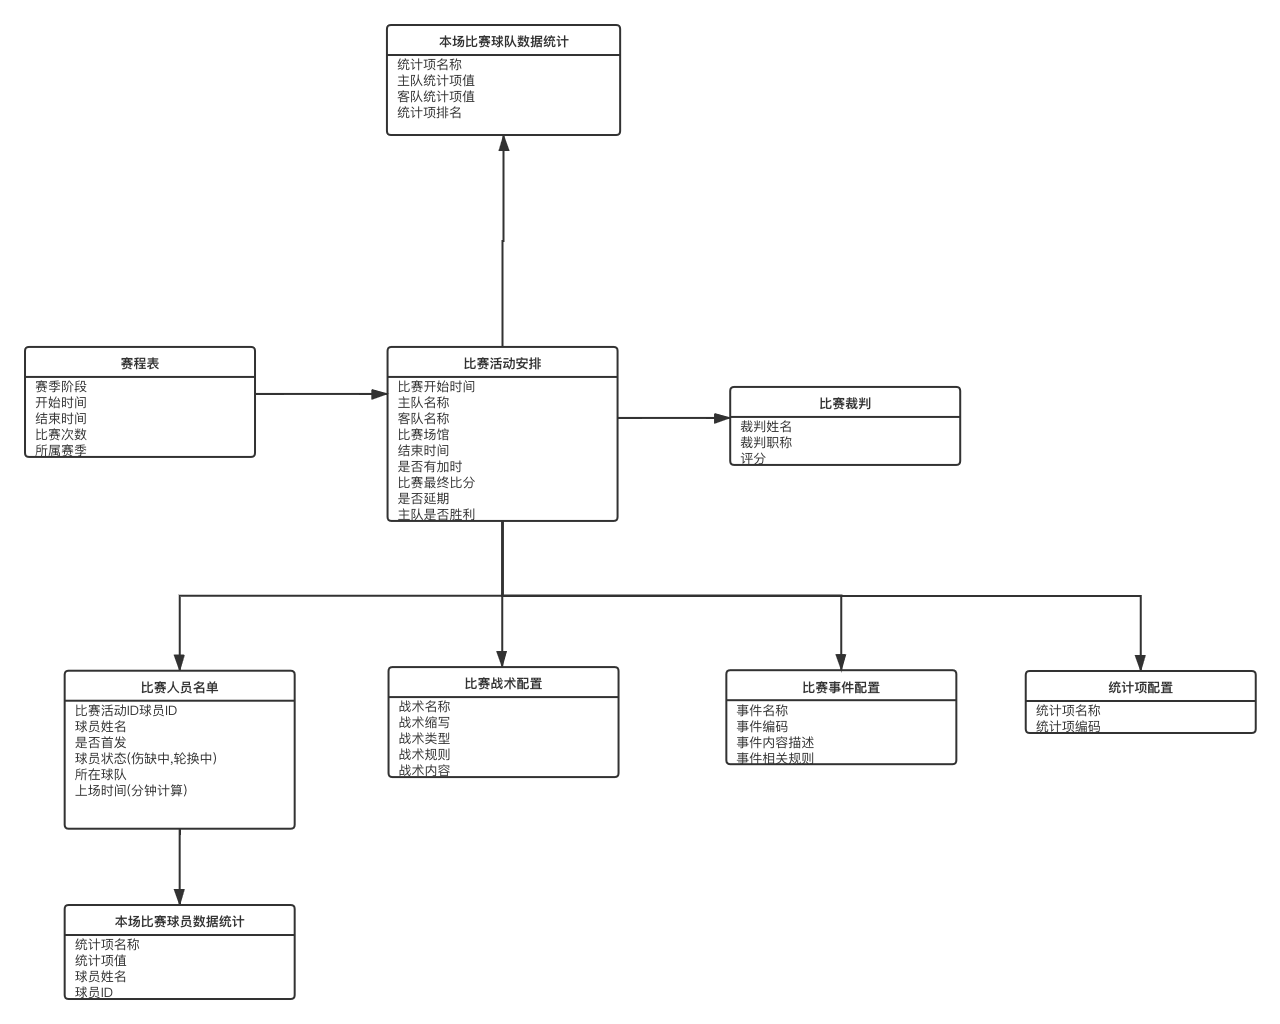 本场比赛球队数据统计
统计项名称
主队统计项值
客队统计项值
统计项排名
赛程表
赛季阶段
开始时间
结束时间
比赛次数
所属赛季
比赛活动安排
比赛开始时间
主队名称
客队名称
比赛场馆
结束时间
是否有加时
比赛最终比分
是否延期
主队是否胜利
比赛裁判
裁判姓名
裁判职称
评分
比赛人员名单
比赛活动ID球员ID
球员姓名
是否首发
球员状态(伤缺中,轮换中)
所在球队
上场时间(分钟计算)
比赛战术配置
战术名称
战术缩写
战术类型
战术规则
战术内容
比赛事件配置
事件名称
事件编码
事件内容描述
事件相关规则
统计项配置
统计项名称
统计项编码
本场比赛球员数据统计
统计项名称
统计项值
球员姓名
球员ID